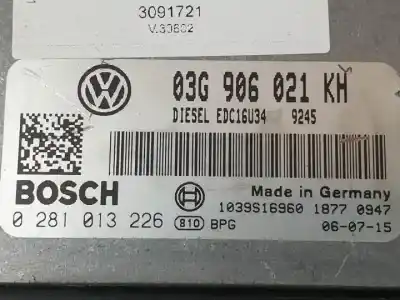 3091721
V.30802
03G 906 021 KH
DIESEL EDC16U34 9245
BOSCH
Made in Germany
1039S16960 1877 0947
0 281 013 226 810 BPG 06-07-15